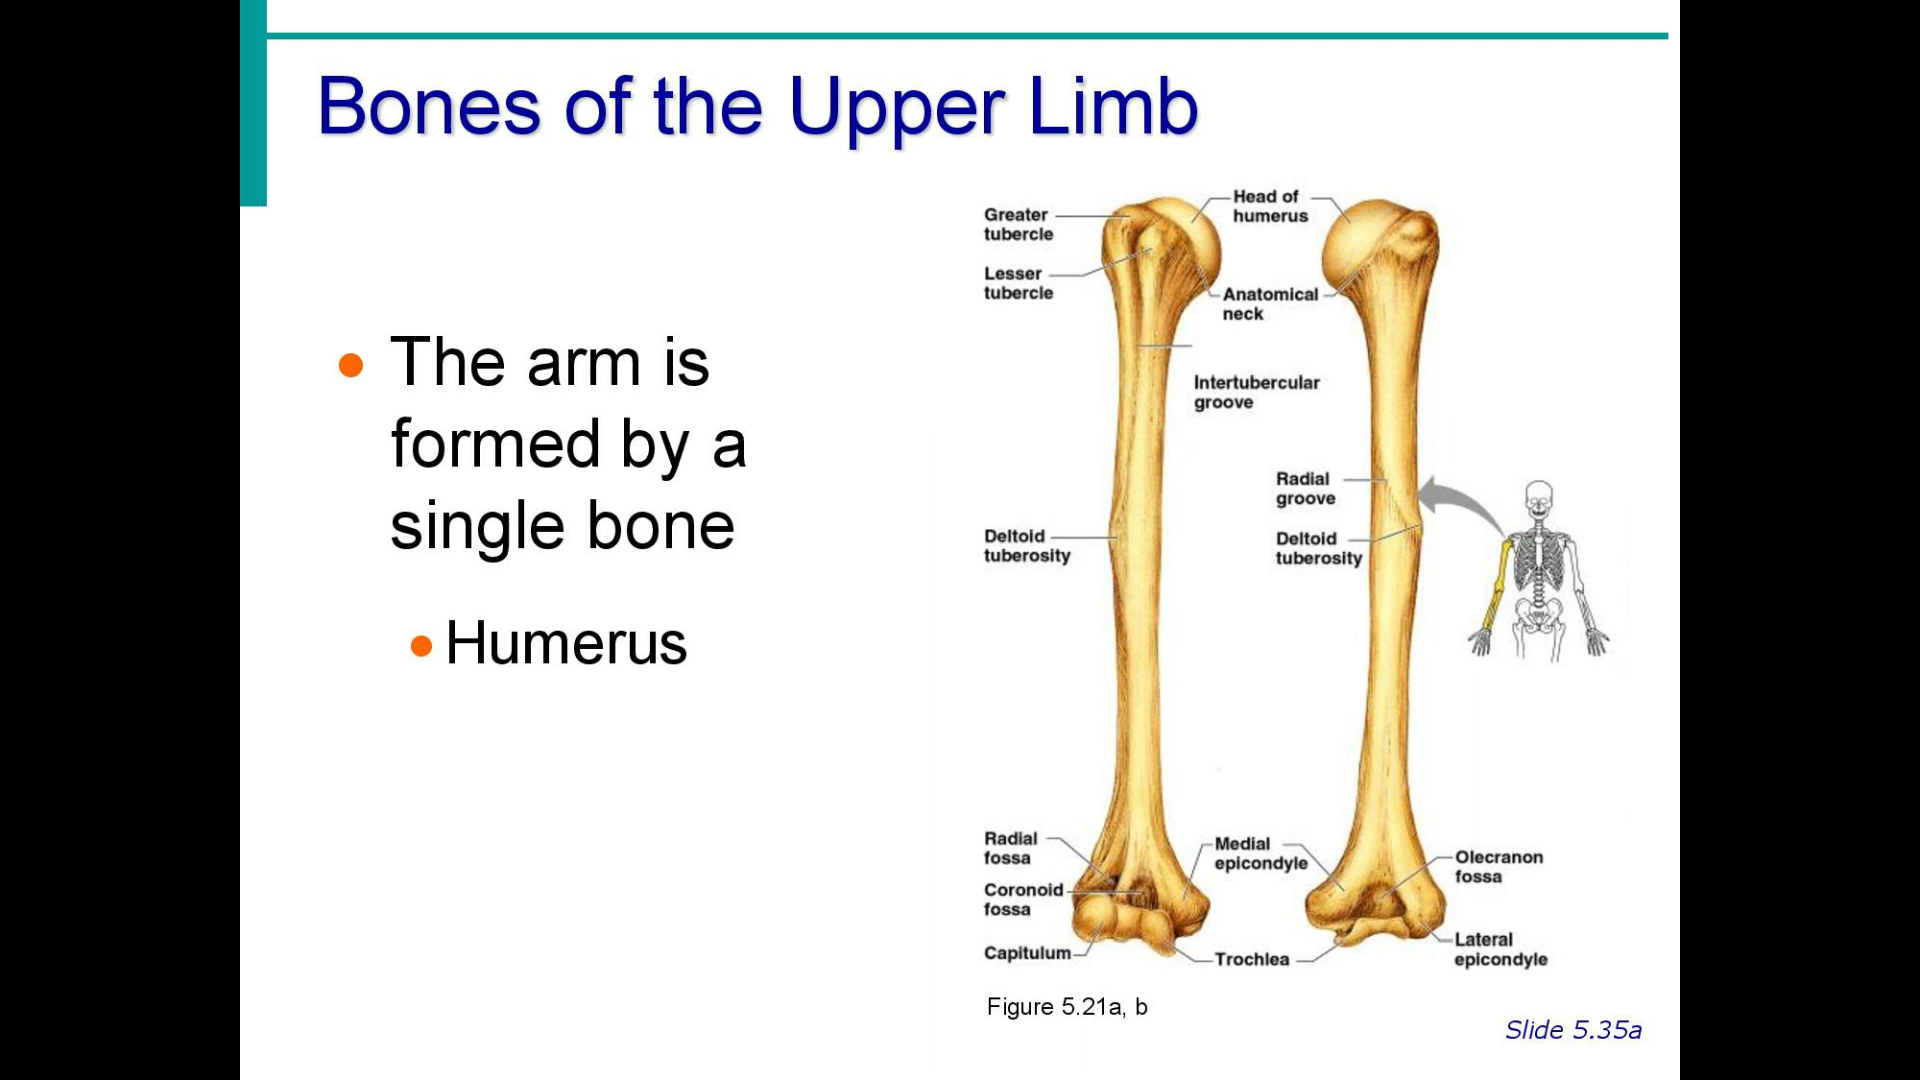 Bones of the Upper Limb
The arm is
formed by a
single bone
Humerus
Greater
tubercle
Lesser
tubercle
Head of
humerus
Anatomical
neck
Intertubercular
groove
Radial
groove
Deltoid
tuberosity
Deltoid
tuberosity
Radial
fossa
Coronoid
fossa
Capitulum
Medial
epicondyle
Trochlea
Olecranon
fossa
Lateral
epicondyle
Figure 5.21a, b
Slide 5.35a